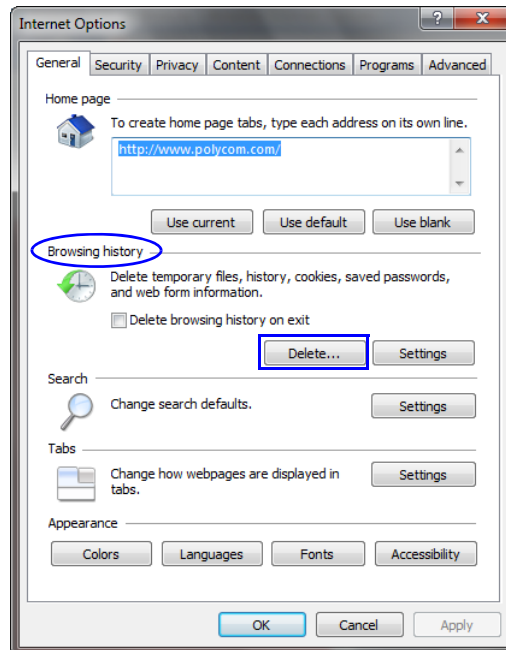 Internet Options
General Security Privacy Content Connections Programs Advanced
Home page
To create home page tabs, type each address on its own line.
http://www.polycom.com/
Use current Use default Use blank
Browsing history
Delete temporary files, history, cookies, saved passwords,
and web form information.
Delete browsing history on exit
Delete... Settings
Search
Change search defaults. Settings
Tabs
Change how webpages are displayed in
tabs.
Settings
Appearance
Colors Languages Fonts Accessibility
OK Cancel Apply